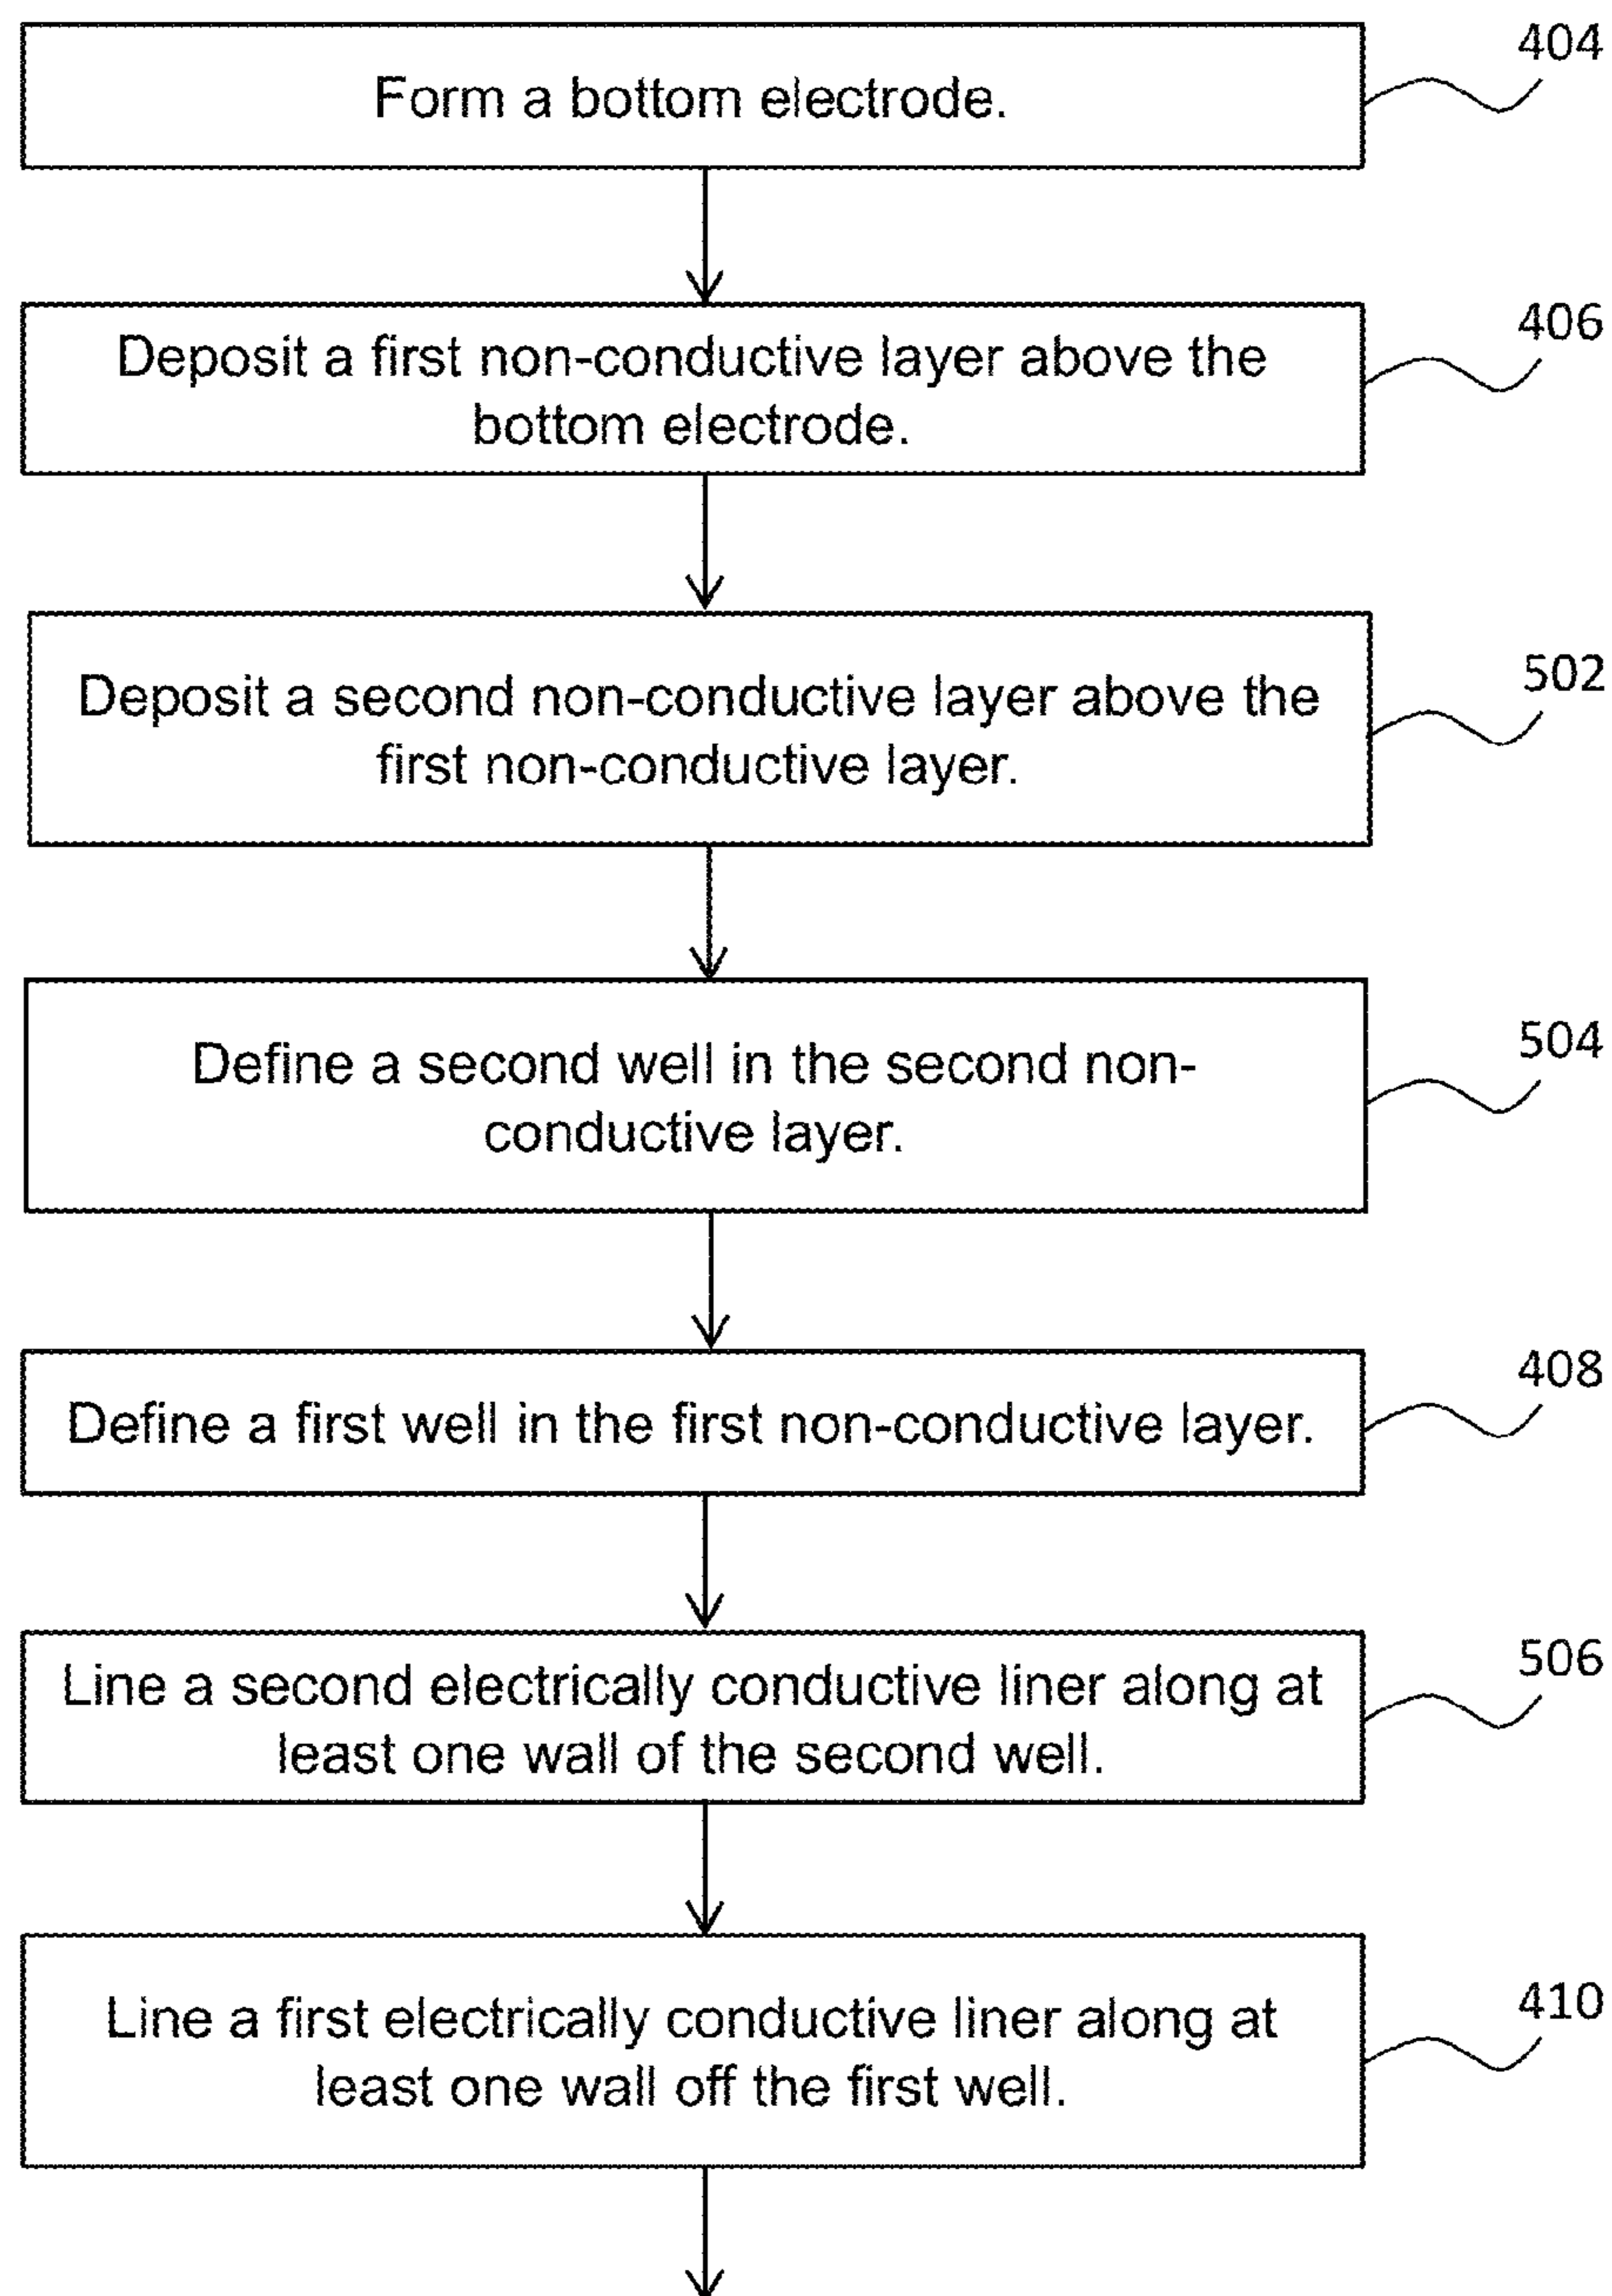 404
Form a bottom electrode.
406
Deposit a first non-conductive layer above the
bottom electrode.
502
Deposit a second non-conductive layer above the
first non-conductive layer.
504
Define a second well in the second non-
conductive layer.
408
Define a first well in the first non-conductive layer.
506
Line a second electrically conductive liner along at
least one wall of the second well.
410
Line a first electrically conductive liner along at
least one wall off the first well.